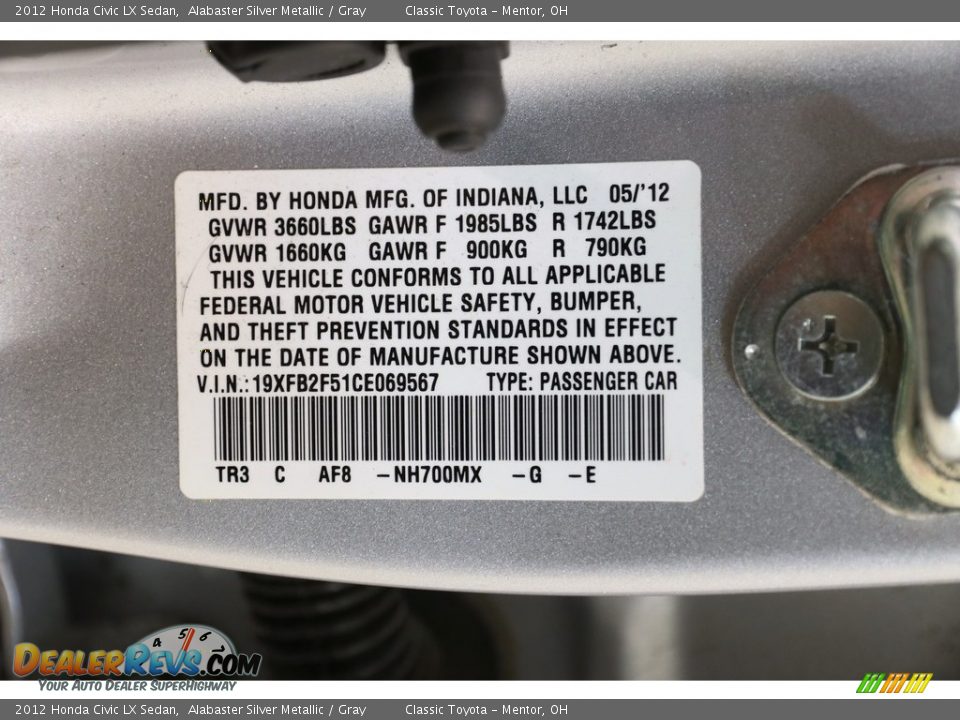 2012 Honda Civic LX Sedan, Alabaster Silver Metallic / Gray Classic Toyota - Mentor, OH
MFD. BY HONDA MFG. OF INDIANA, LLC 05/'12
GVWR 3660LBS GAWR F 1985LBS R 1742LBS
GVWR 1660KG GAWR F 900KG R 790KG
THIS VEHICLE CONFORMS TO ALL APPLICABLE
FEDERAL MOTOR VEHICLE SAFETY, BUMPER,
AND THEFT PREVENTION STANDARDS IN EFFECT
ON THE DATE OF MANUFACTURE SHOWN ABOVE.
V.I.N.: 19XFB2F51CE069567 TYPE: PASSENGER CAR
TR3 C AF8 -NH700MX -G -E
4 5 6
DEALERREVS.COM
YOUR AUTO DEALER SUPERHIGHWAY
2012 Honda Civic LX Sedan, Alabaster Silver Metallic / Gray Classic Toyota - Mentor, OH